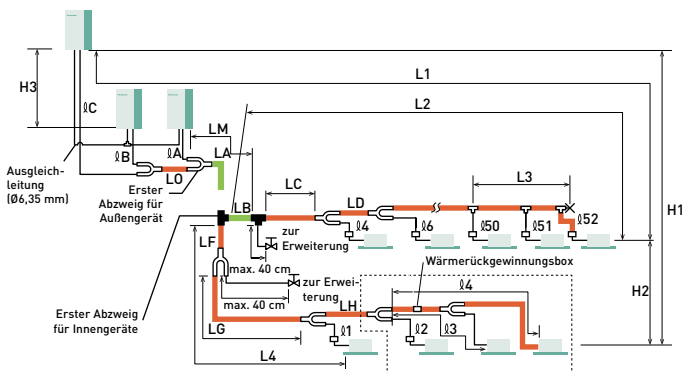 L1
H3
ℓC
L2
LM
ℓB
ℓA
LA
Ausgleich-
leitung
(Ø6,35 mm)
LO
Erster
Abzweig für
Außengerät
L3
LB
LC
LD
H1
zur
Erweiterung
ℓ4
ℓ6
ℓ50
ℓ51
ℓ52
LF
max. 40 cm
Wärmerückgewinnungsbox
zur Erwei-
terung
max. 40 cm
Erster Abzweig
für Innengeräte
LG
LH
ℓ4
H2
ℓ1
ℓ2
ℓ3
L4